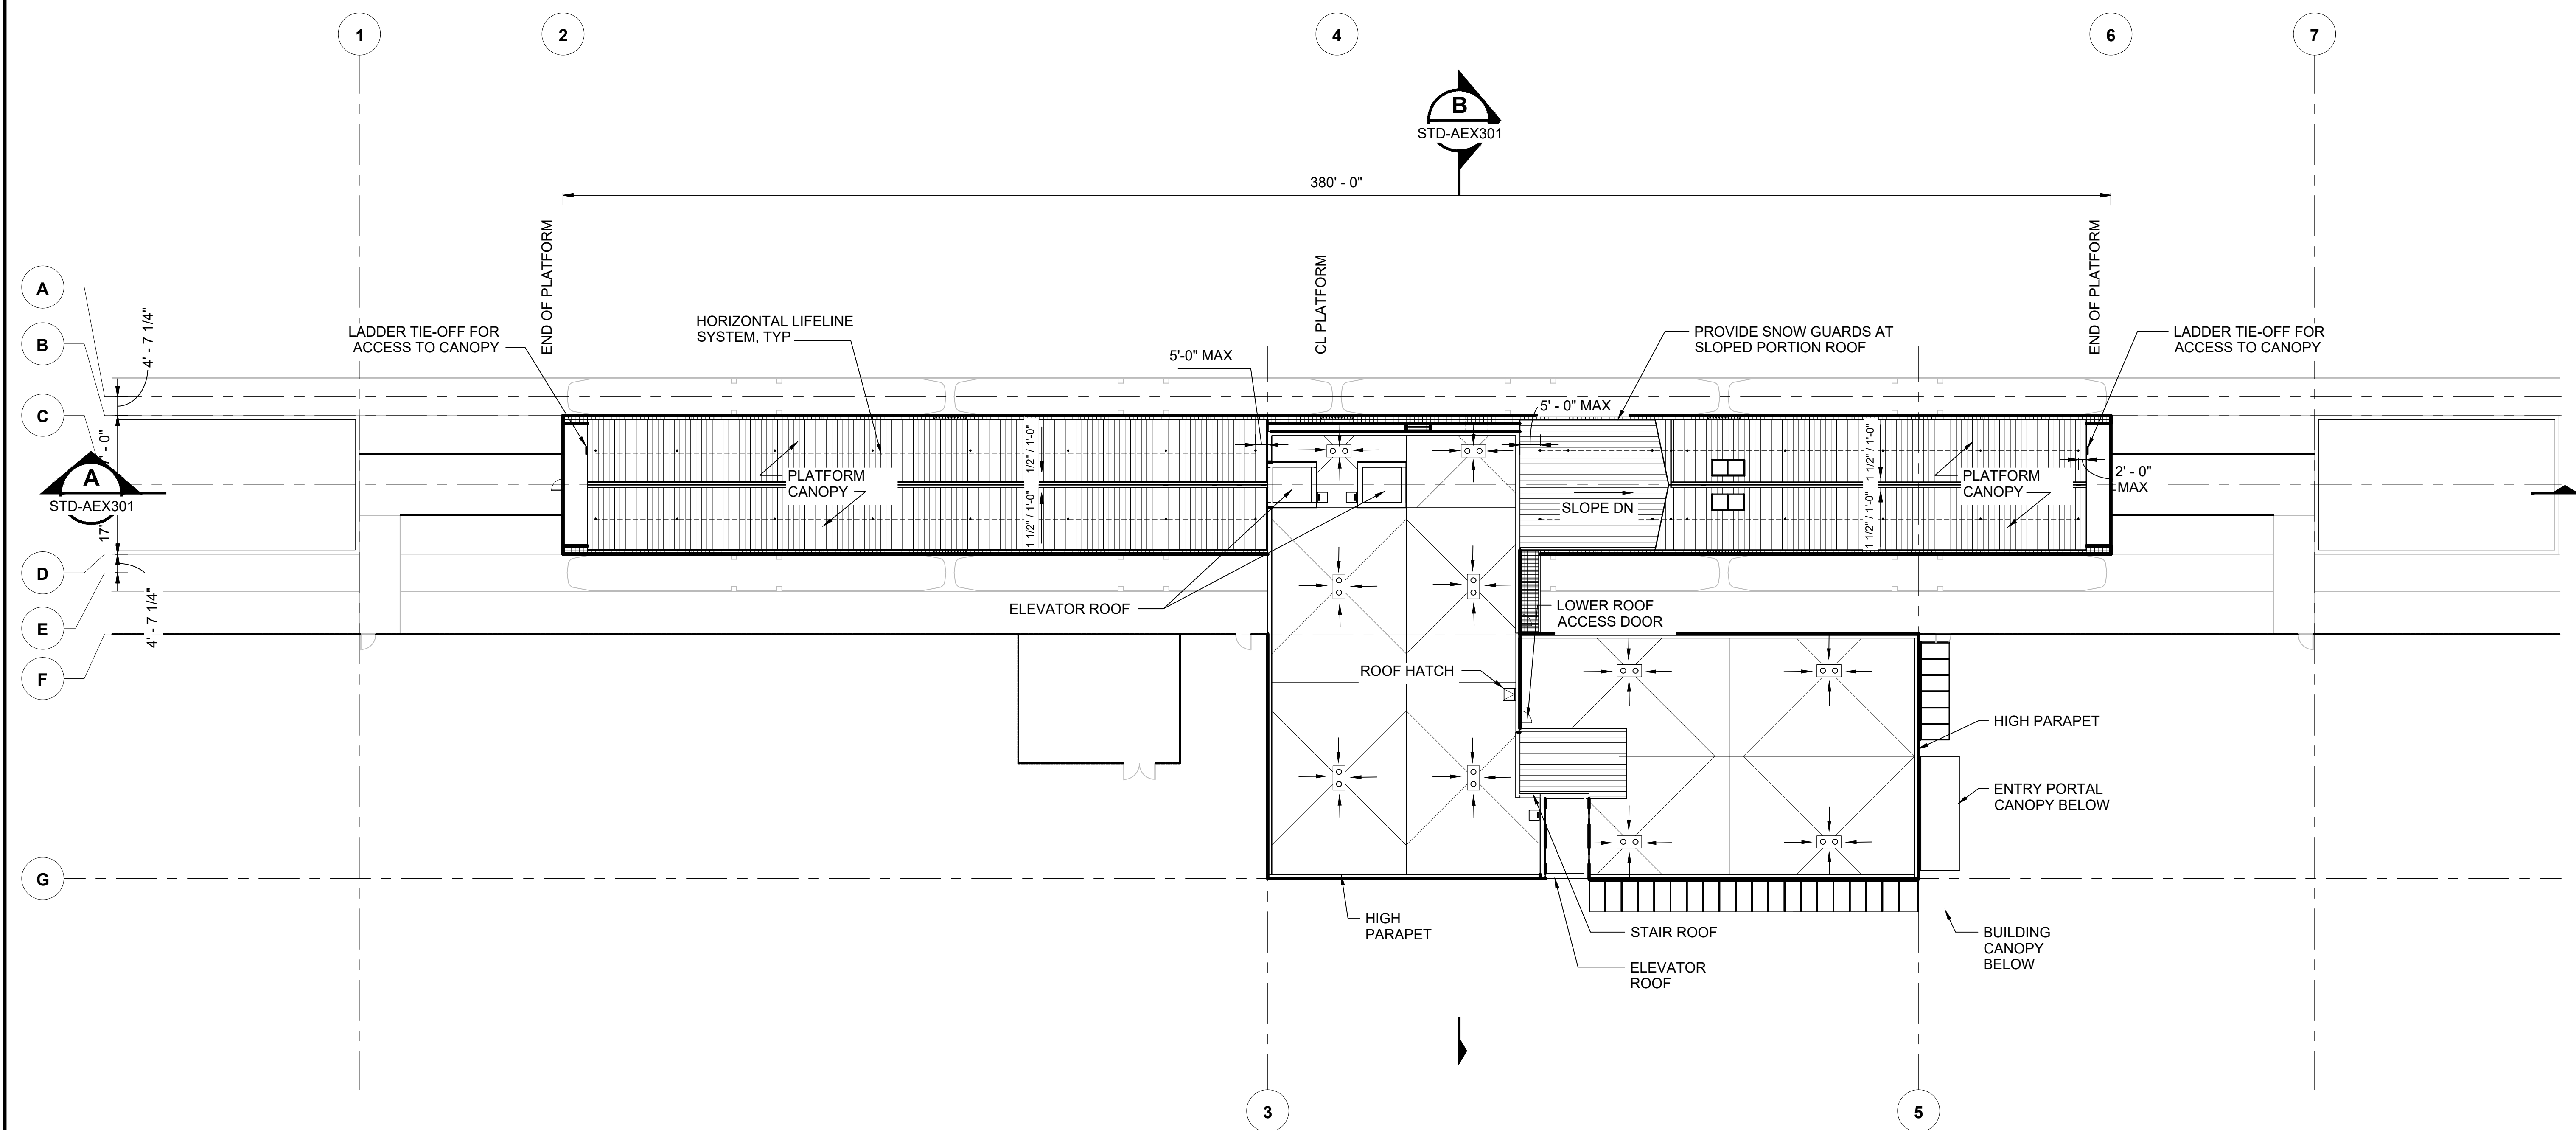 1
2
4
6
7
B
STD-AEX301
380' - 0"
END OF PLATFORM
CL PLATFORM
END OF PLATFORM
A
B
C
4' - 7 1/4"
LADDER TIE-OFF FOR
ACCESS TO CANOPY
HORIZONTAL LIFELINE
SYSTEM, TYP
5'-0" MAX
PROVIDE SNOW GUARDS AT
SLOPED PORTION ROOF
LADDER TIE-OFF FOR
ACCESS TO CANOPY
5' - 0" MAX
A
STD-AEX301
17'
PLATFORM
CANOPY
1/2" / 1'-0"
1 1/2" / 1'-0"
SLOPE DN
1 1/2" / 1'-0"
1 1/2" / 1'-0"
PLATFORM
CANOPY
2' - 0"
MAX
D
E
F
4' - 7 1/4"
ELEVATOR ROOF
LOWER ROOF
ACCESS DOOR
ROOF HATCH
HIGH PARAPET
ENTRY PORTAL
CANOPY BELOW
G
HIGH
PARAPET
STAIR ROOF
ELEVATOR
ROOF
BUILDING
CANOPY
BELOW
3
5